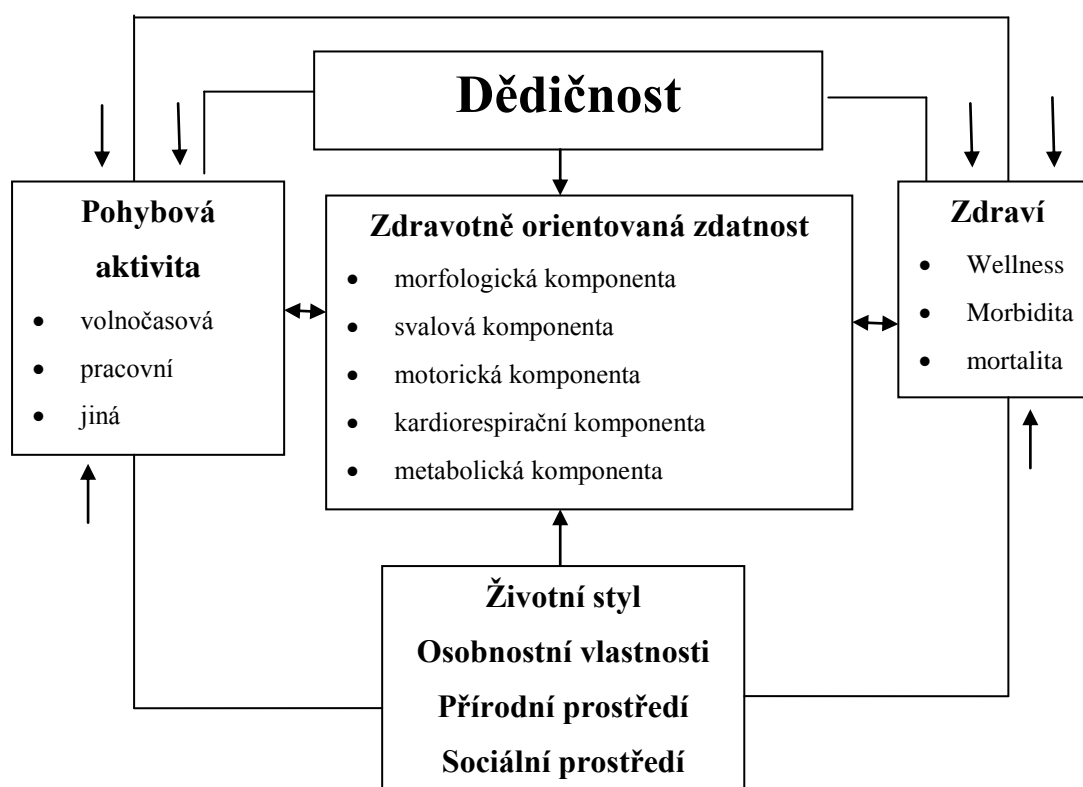 Dědičnost
Pohybová
aktivita
• volnočasová
• pracovní
• jiná
Zdravotně orientovaná zdatnost
• morfologická komponenta
• svalová komponenta
• motorická komponenta
• kardiorespirační komponenta
• metabolická komponenta
Zdraví
• Wellness
• Morbidita
• mortalita
Životní styl
Osobnostní vlastnosti
Přírodní prostředí
Sociální prostředí